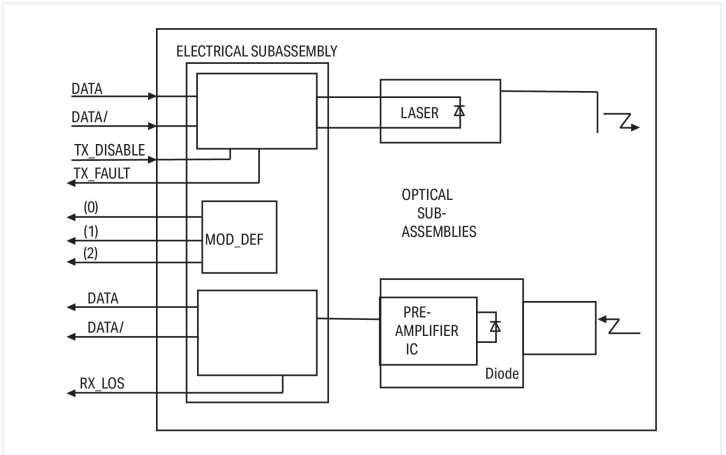 ELECTRICAL SUBASSEMBLY
DATA
DATA/
LASER
TX_DISABLE
TX_FAULT
OPTICAL
SUB-
ASSEMBLIES
(0)
(1)
(2)
MOD_DEF
DATA
DATA/
PRE-
AMPLIFIER
IC
Diode
RX_LOS